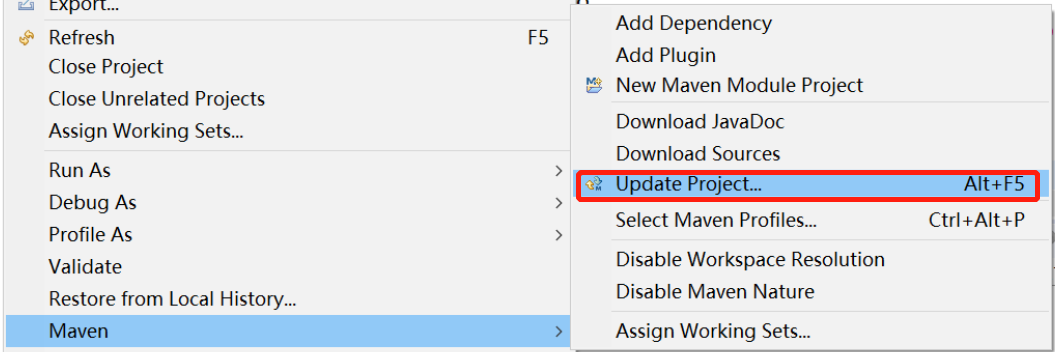 Export...
Refresh F5
Close Project
Close Unrelated Projects
Assign Working Sets...
Run As
Debug As
Profile As
Validate
Restore from Local History...
Maven
Add Dependency
Add Plugin
New Maven Module Project
Download JavaDoc
Download Sources
Update Project... Alt+F5
Select Maven Profiles... Ctrl+Alt+P
Disable Workspace Resolution
Disable Maven Nature
Assign Working Sets...